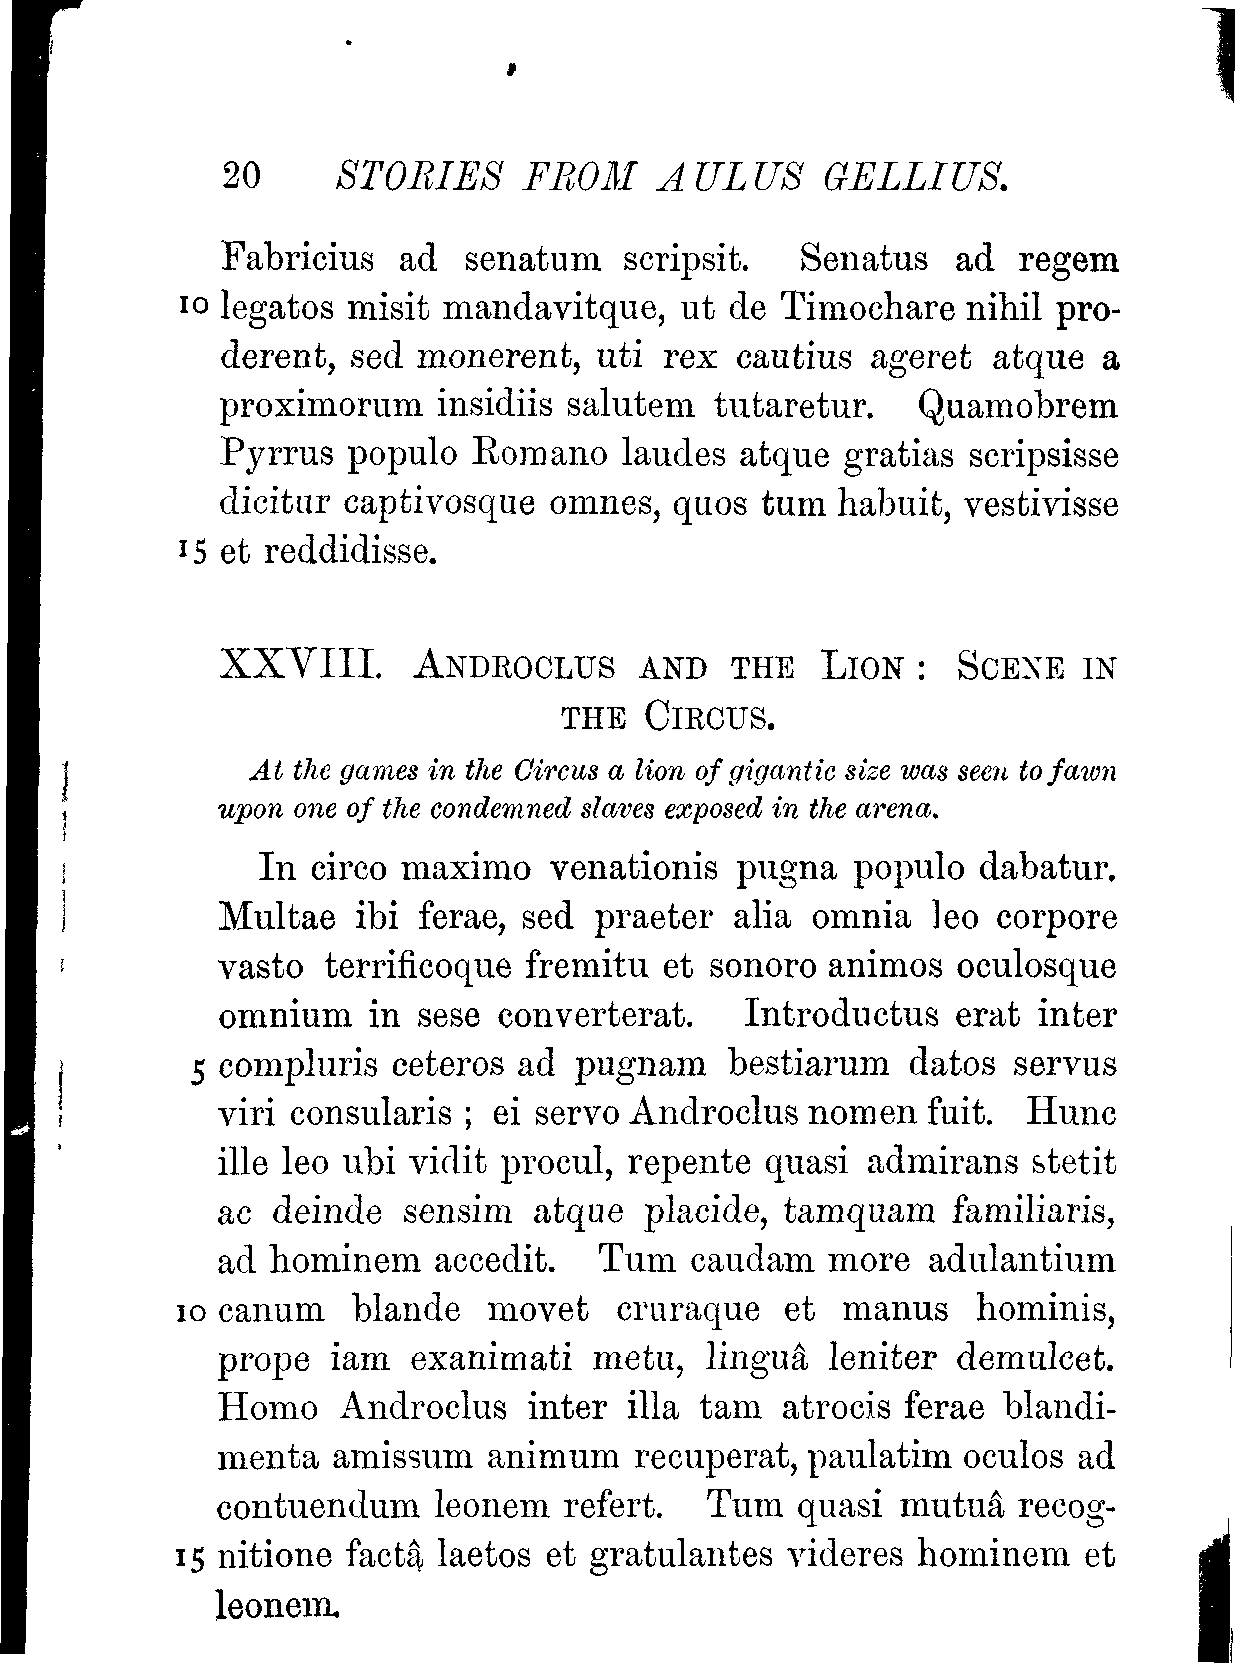 20 STORIES FROM AULUS GELLIUS.
Fabricius ad senatum scripsit. Senatus ad regem
10 legatos misit mandavitque, ut de Timochare nihil pro-
derent, sed monerent, uti rex cautius ageret atque a
proximorum insidiis salutem tutaretur. Quamobrem
Pyrrus populo Romano laudes atque gratias scripsisse
dicitur captivosque omnes, quos tum habuit, vestivisse
15 et reddidisse.
XXVIII. ANDROCLUS AND THE LION : SCENE IN
THE CIRCUS.
At the games in the Circus a lion of gigantic size was seen to fawn
upon one of the condemned slaves exposed in the arena.
In circo maximo venationis pugna populo dabatur.
Multae ibi ferae, sed praeter alia omnia leo corpore
vasto terrificoque fremitu et sonoro animos oculosque
omnium in sese converterat. Introductus erat inter
5 compluris ceteros ad pugnam bestiarum datos servus
viri consularis ; ei servo Androclus nomen fuit. Hunc
ille leo ubi vidit procul, repente quasi admirans stetit
ac deinde sensim atque placide, tamquam familiaris,
ad hominem accedit. Tum caudam more adulantium
10 canum blande movet cruraque et manus hominis,
prope iam exanimati metu, linguâ leniter demulcet.
Homo Androclus inter illa tam atrocis ferae blandi-
menta amissum animum recuperat, paulatim oculos ad
contuendum leonem refert. Tum quasi mutuâ recog-
15 nitione factâ laetos et gratulantes videres hominem et
leonem.